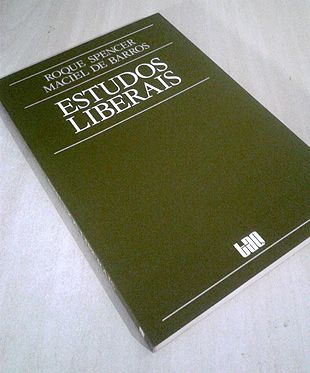 ROQUE SPENCER
MACIEL DE BARROS
ESTUDOS
LIBERAIS